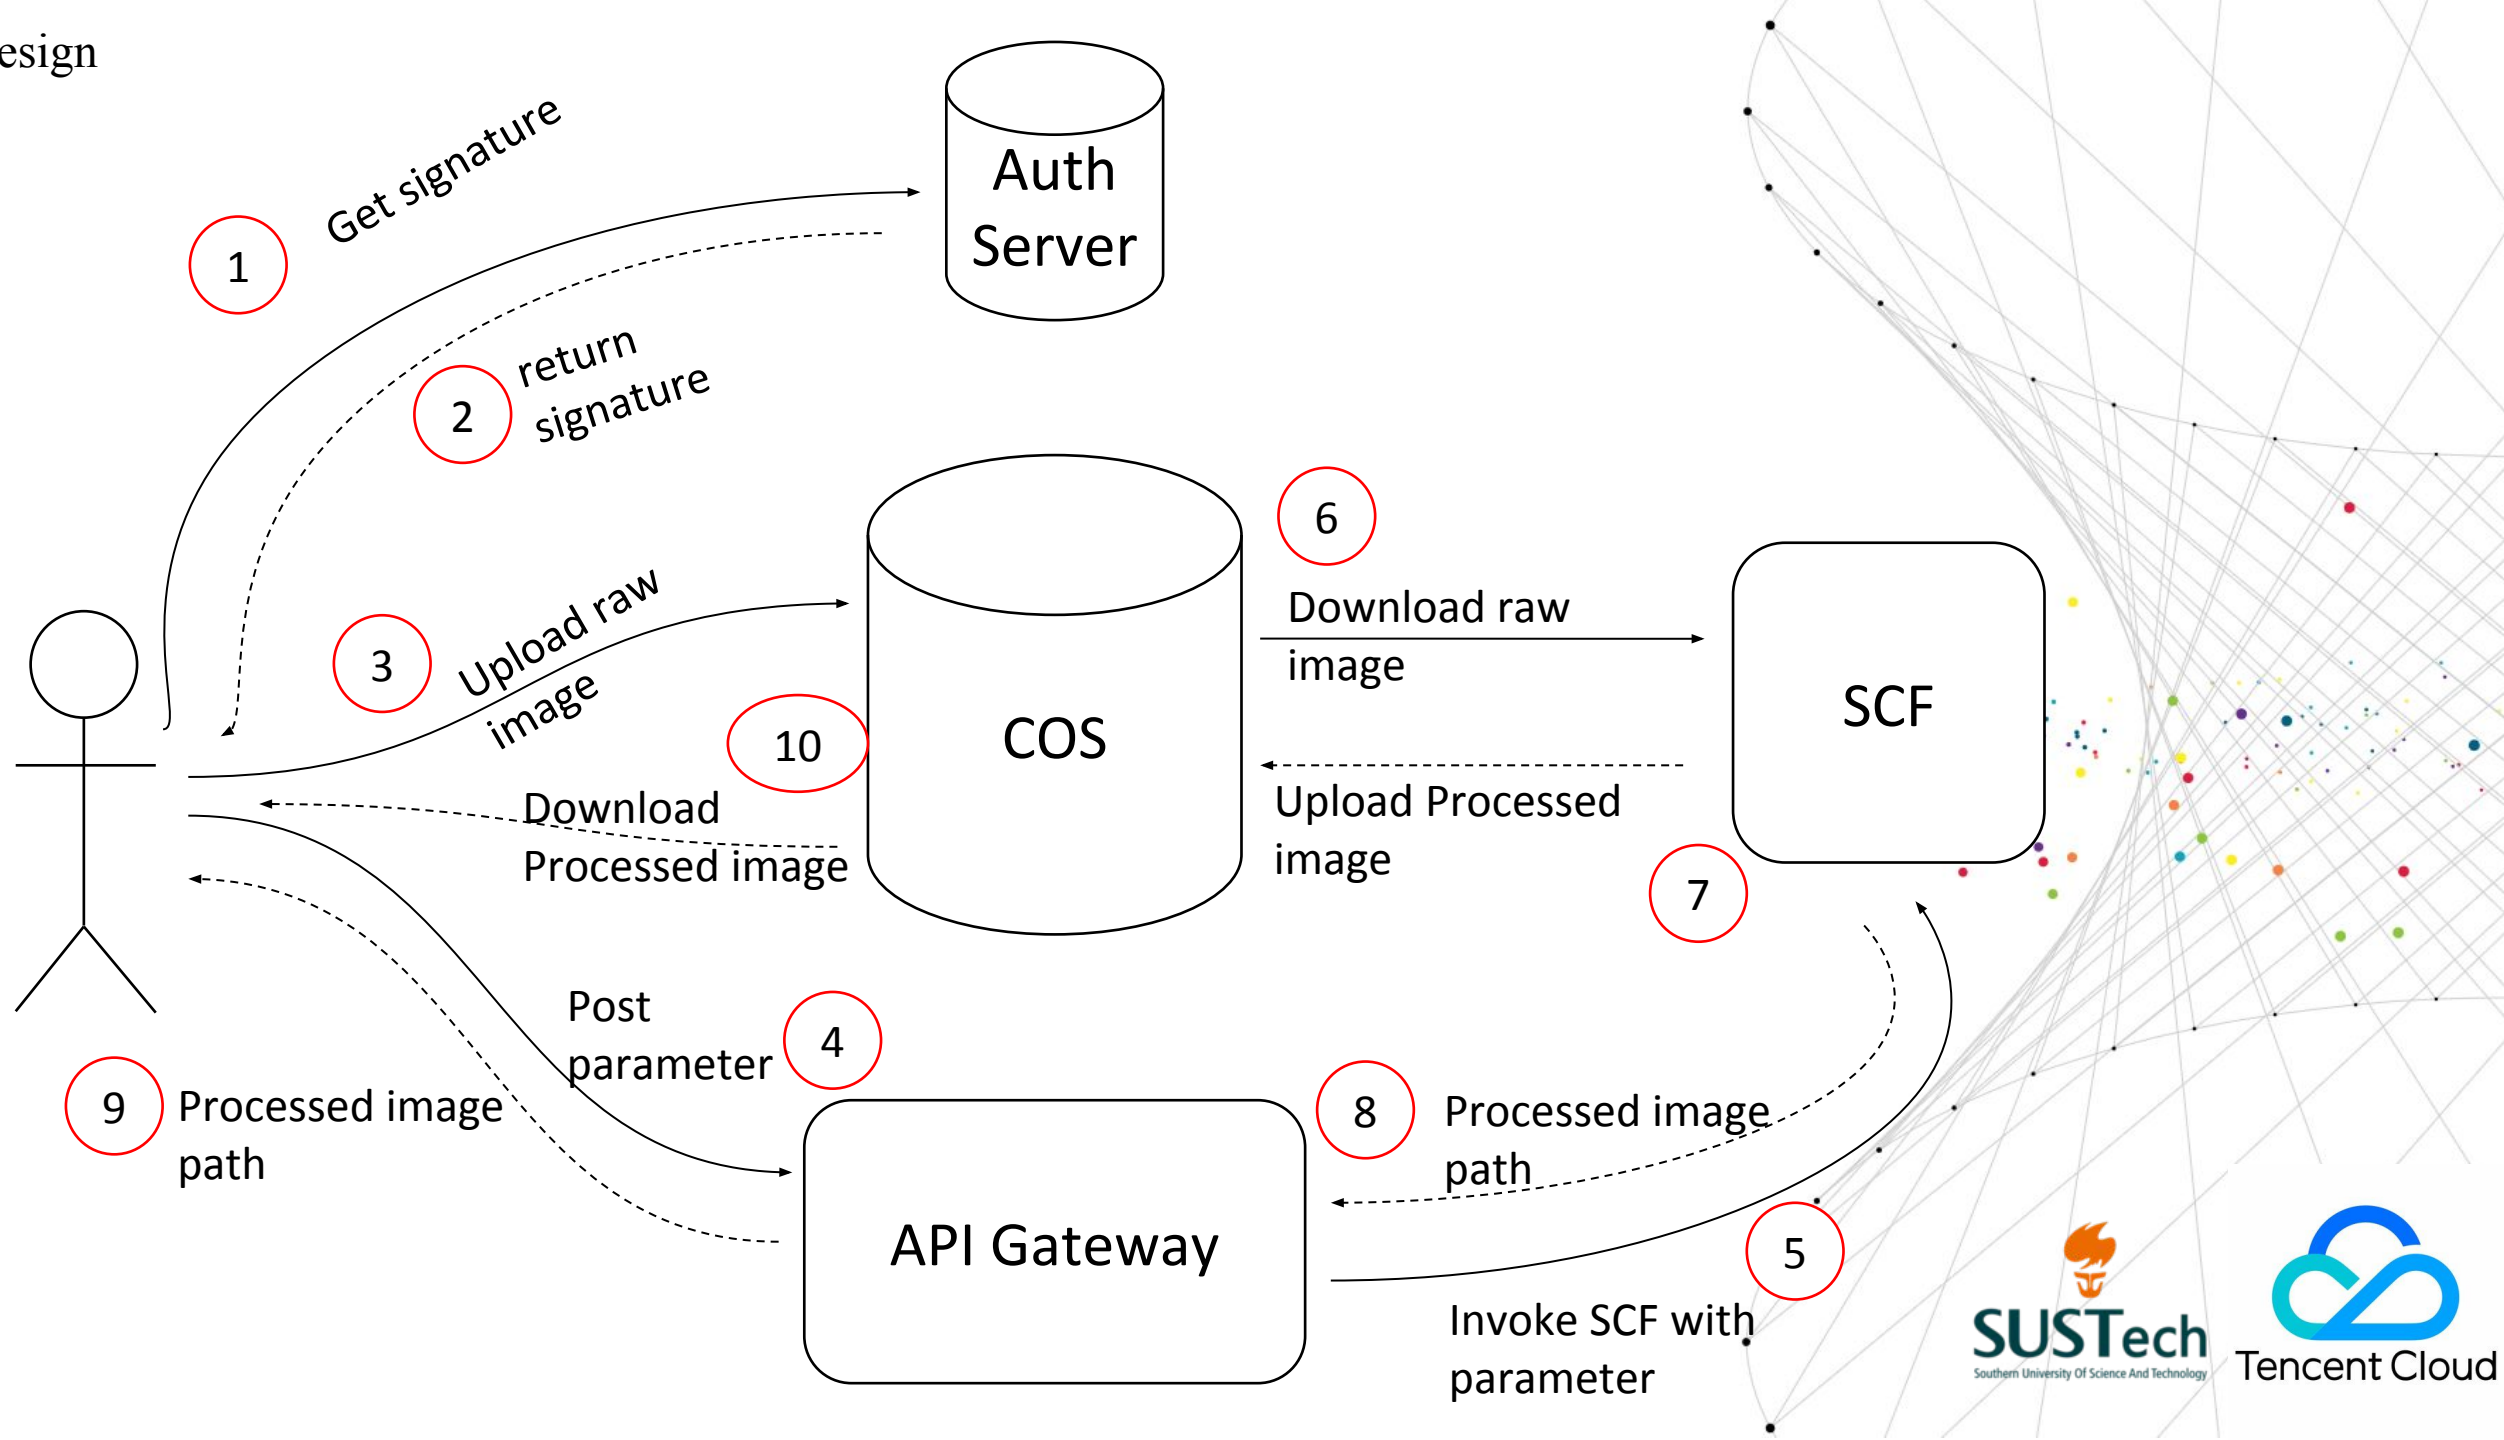 esign
Get signature
1
Auth
Server
return
signature
2
6
Upload raw
image
3
Download raw
image
10
COS
SCF
Download
Processed image
Upload Processed
image
7
Post
parameter
4
9
Processed image
path
8
Processed image
path
API Gateway
5
Invoke SCF with
parameter
SUSTech
Southern University Of Science And Technology
Tencent Cloud